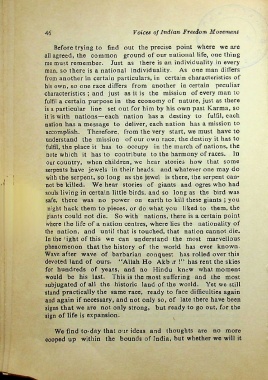 46 Voices of Indian Freedom Movement
Before trying to find out the precise point where we are
all agreed, the common ground of our national life, one thing
we must remember. Just as there is an individuality in every
man, so there is a national individuality. As one man differs
from another in certain particulars, in certain characteristics of
his own, so one race differs from another in certain peculiar
characteristics; and just as it is the mission of every man to
fulfil a certain purpose in the economy of nature, just as there
is a particular line set out for him by his own past Karma, so
it is with nations—each nation has a destiny to fulfil, each
nation has a message to deliver, each nation has a mission to
accomplish. Therefore, from the very start, we must have to
understand the mission of our own race, the destiny it has to
fulfil, the place it has to occupy in the march of nations, the
note which it has to contribute to the harmony of races. In
our country, when children, we hear stories how some
serpents have jewels in their heads, and whatever one may do
with the serpent, so long as the jewel is there, the serpent can-
not be killed. We hear stories of giants and ogres who had
souls living in certain little birds, and so long as the bird was
safe, there was no power on earth to kill these giants; you
might hack them to pieces, or do what you liked to them, the
giants could not die. So with nations, there is a certain point
where the life of a nation centres, where lies the nationality of
the nation, and until that is touched, that nation cannot die.
In the light of this we can understand the most marvellous
phenomenon that the history of the world has ever known.
Wave after wave of barbarian conquest has rolled over this
devoted land of ours. "Allah Ho Akbar!" has rent the skies
for hundreds of years, and no Hindu knew what moment
would be his last. This is the most suffering and the most
subjugated of all the historic land of the world. Yet we still
stand practically the same race, ready to face difficulties again
and again if necessary, and not only so, of late there have been
signs that we are not only strong, but ready to go out, for the
sign of life is expansion.
We find to-day that our ideas and thoughts are no more
cooped up within the bounds of India, but whether we will it